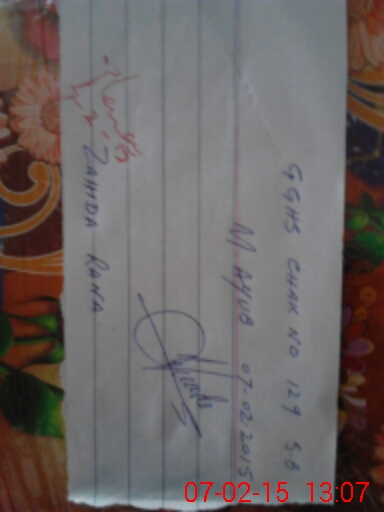 GGHS CHAK NO 129 SB
M. AYUB 07-02-2015
ZAHIDA RANA
07-02-15 13:07